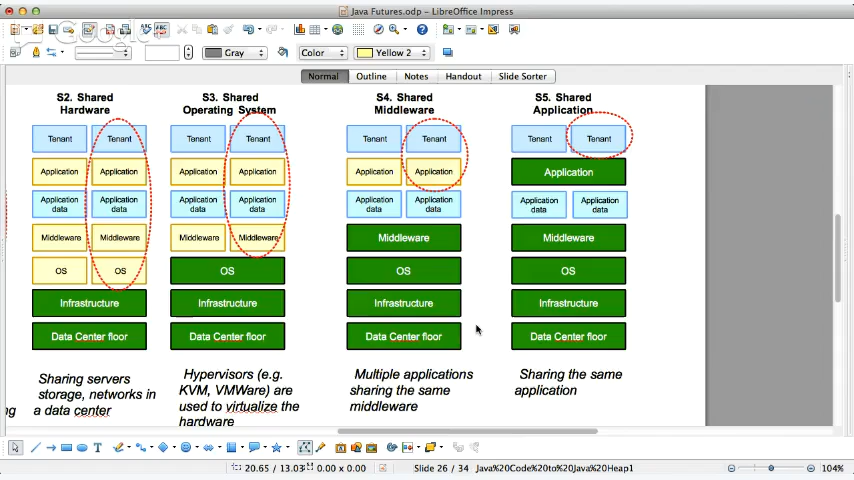 Java Futures.odp - LibreOffice Impress
Google
Gray
Color
Yellow 2
Normal
Outline
Notes
Handout
Slide Sorter
S2. Shared
Hardware
Tenant
Tenant
Application
Application
Application
data
Application
data
Middleware
Middleware
OS
OS
Infrastructure
Data Center floor
Sharing servers
storage, networks in
a data center
ng
S3. Shared
Operating System
Tenant
Tenant
Application
Application
Application
data
Application
data
Middleware
Middleware
OS
Infrastructure
Data Center floor
Hypervisors (e.g.
KVM, VMWare) are
used to virtualize the
hardware
S4. Shared
Middleware
Tenant
Tenant
Application
Application
Application
data
Application
data
Middleware
OS
Infrastructure
Data Center floor
Multiple applications
sharing the same
middleware
S5. Shared
Application
Tenant
Tenant
Application
Application
data
Application
data
Middleware
OS
Infrastructure
Data Center floor
Sharing the same
application
20.65 / 13.03
0.00 x 0.00
Slide 26 / 34
Java%20Code%20to%20Java%20Heap1
104%